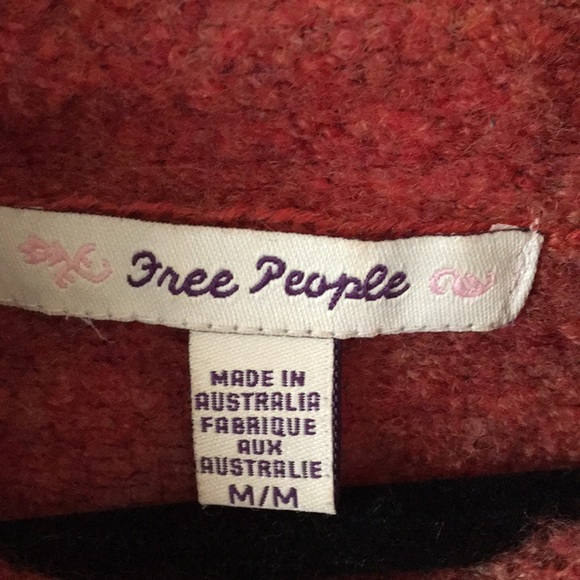 Free People
MADE IN
AUSTRALIA
FABRIQUE
AUX
AUSTRALIE
M/M